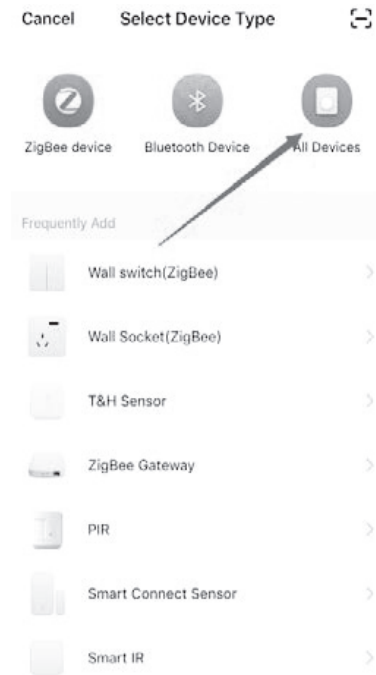 Cancel Select Device Type
ZigBee device Bluetooth Device All Devices
Frequently Add
Wall switch(ZigBee)
Wall Socket(ZigBee)
T&H Sensor
ZigBee Gateway
PIR
Smart Connect Sensor
Smart IR